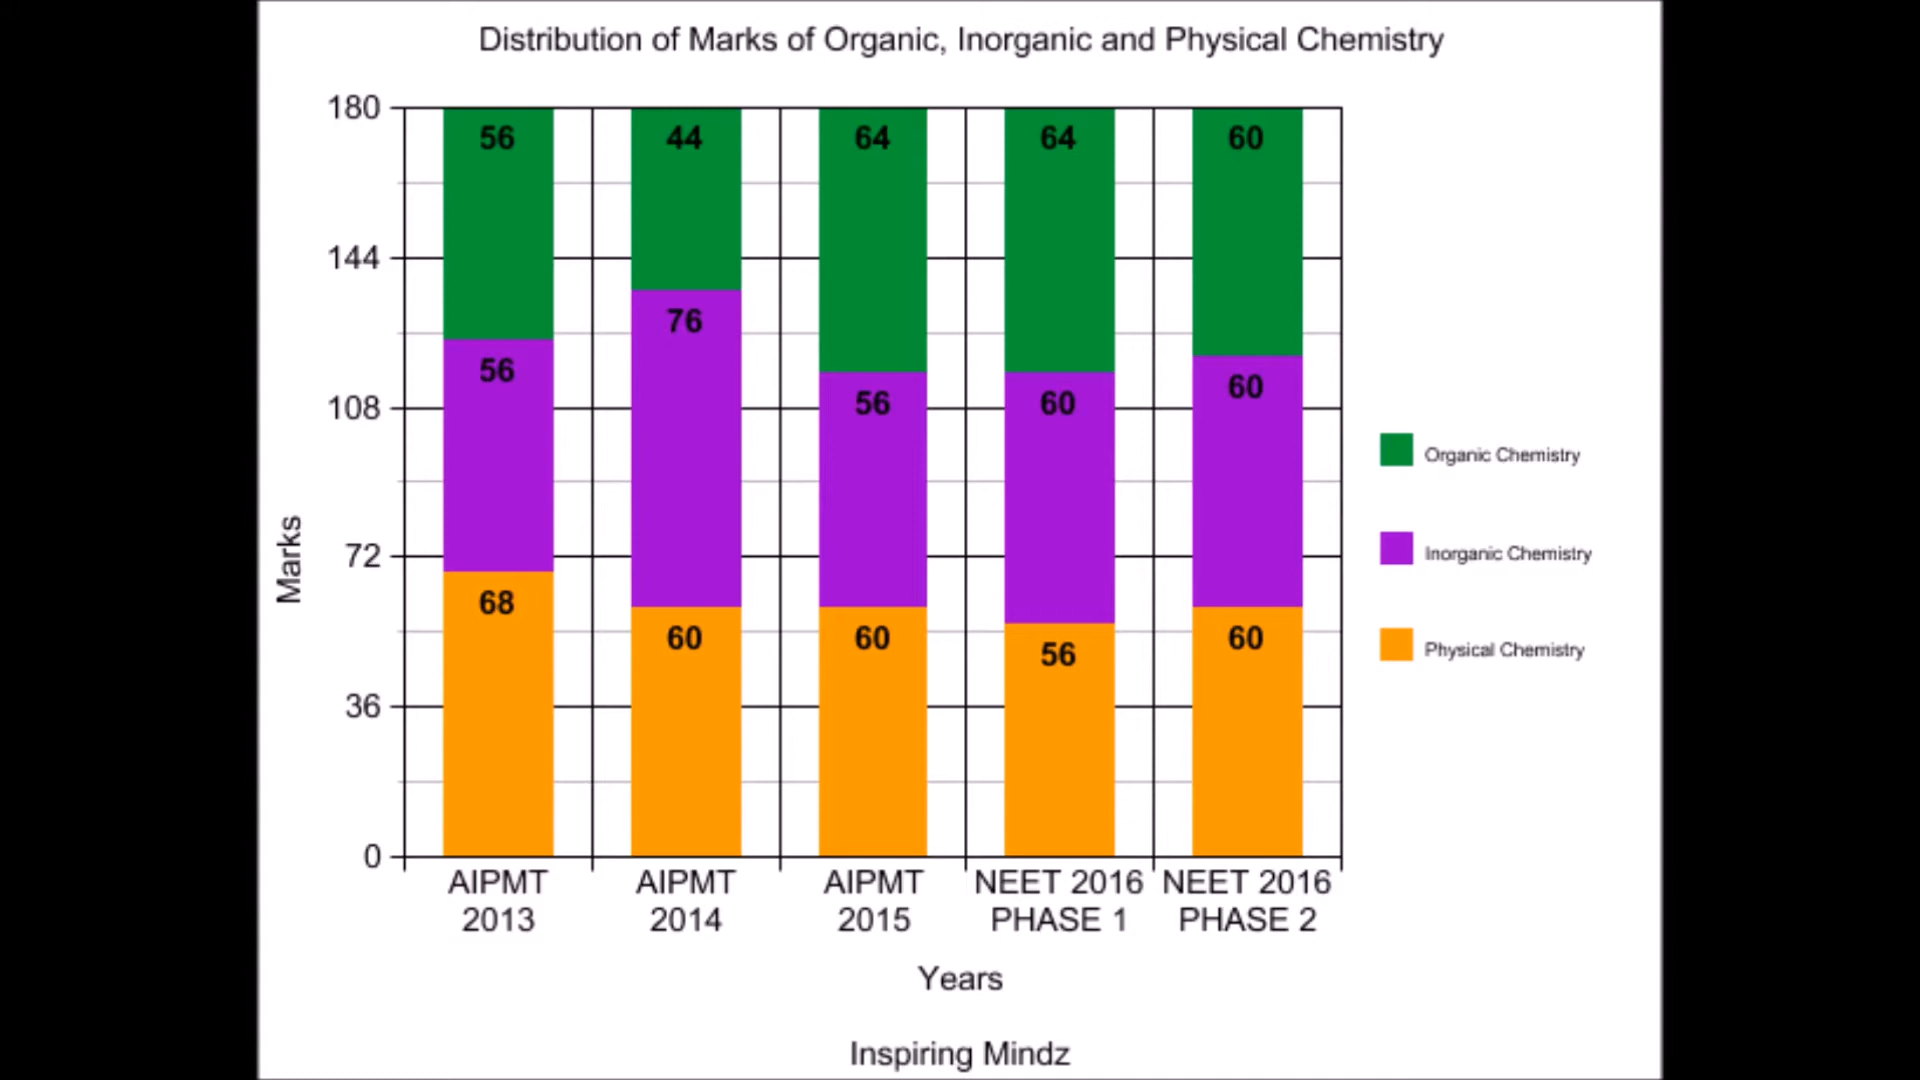 Distribution of Marks of Organic, Inorganic and Physical Chemistry
180
144
108
72
36
0
Marks
56
44
64
64
60
56
76
56
60
60
68
60
60
56
60
Organic Chemistry
Inorganic Chemistry
Physical Chemistry
AIPMT 2013
AIPMT 2014
AIPMT 2015
NEET 2016 PHASE 1
NEET 2016 PHASE 2
Years
Inspiring Mindz